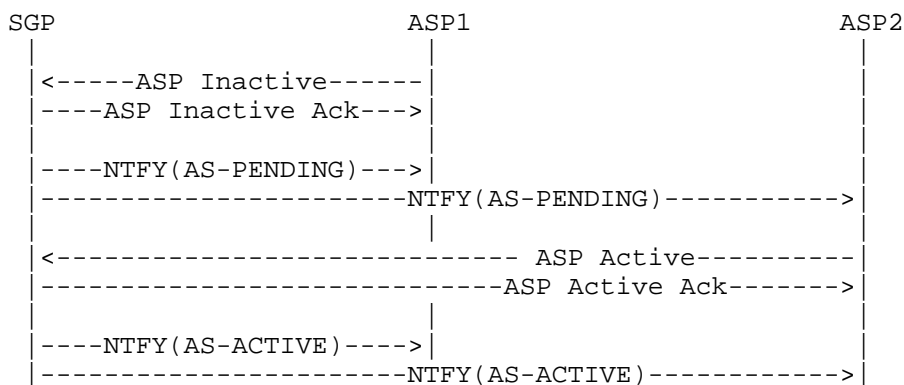 SGP ASP1 ASP2
| | |
|<-----ASP Inactive------| |
|----ASP Inactive Ack--->| |
| | |
|----NTFY(AS-PENDING)--->| |
|-----------------------NTFY(AS-PENDING)----------->|
| | |
|<------------------------------ ASP Active----------|
|-----------------------------ASP Active Ack------->|
| | |
|----NTFY(AS-ACTIVE)---->| |
|-----------------------NTFY(AS-ACTIVE)------------>|